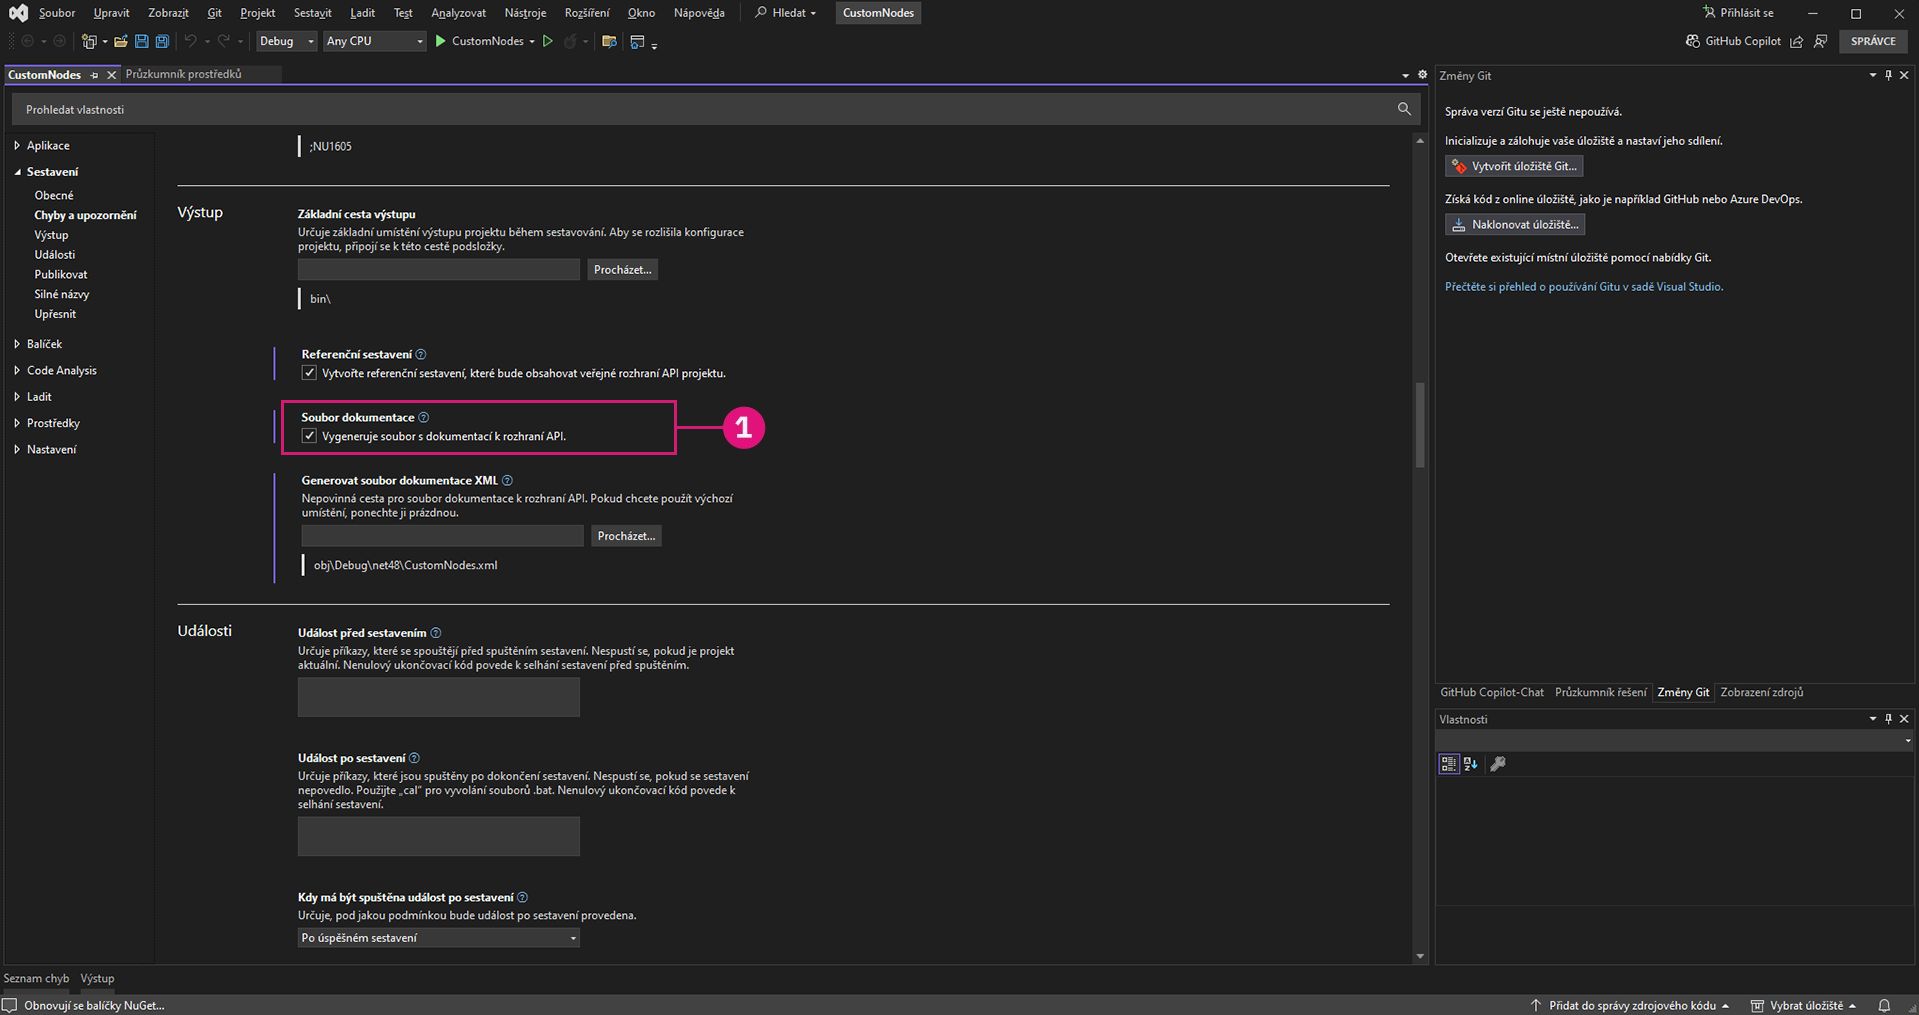 Soubor Upravit Zobrazit Git Projekt Sestavit Ladit Test Analyzovat Nástroje Rozšíření Okno Nápověda Hledat CustomNodes Přihlásit se
Debug Any CPU CustomNodes GitHub Copilot SPRÁVCE
CustomNodes Průzkumník prostředků
Prohledat vlastnosti
Aplikace
Sestavení
Obecné
Chyby a upozornění
Výstup
Události
Publikovat
Silné názvy
Upřesnit
Balíček
Code Analysis
Ladit
Prostředky
Nastavení
;NU1605
Výstup
Základní cesta výstupu
Určuje základní umístění výstupu projektu během sestavování. Aby se rozlišila konfigurace
projektu, připojí se k této cestě podsložky.
Procházet...
bin\
Referenční sestavení
Vytvořte referenční sestavení, které bude obsahovat veřejné rozhraní API projektu.
Soubor dokumentace
Vygeneruje soubor s dokumentací k rozhraní API.
1
Generovat soubor dokumentace XML
Nepovinná cesta pro soubor dokumentace k rozhraní API. Pokud chcete použít výchozí
umístění, ponechte ji prázdnou.
Procházet...
obj\Debug\net48\CustomNodes.xml
Události
Událost před sestavením
Určuje příkazy, které se spouštějí před spuštěním sestavení. Nespustí se, pokud je projekt
aktuální. Nenulový ukončovací kód povede k selhání sestavení před spuštěním.
Událost po sestavení
Určuje příkazy, které jsou spuštěny po dokončení sestavení. Nespustí se, pokud se sestavení
nepovedlo. Použijte „cal“ pro vyvolání souborů .bat. Nenulový ukončovací kód povede k
selhání sestavení.
Kdy má být spuštěna událost po sestavení
Určuje, pod jakou podmínkou bude událost po sestavení provedena.
Po úspěšném sestavení
Změny Git
Správa verzí Gitu se ještě nepoužívá.
Inicializuje a zálohuje vaše úložiště a nastaví jeho sdílení.
Vytvořit úložiště Git...
Získá kód z online úložiště, jako je například GitHub nebo Azure DevOps.
Naklonovat úložiště...
Otevřete existující místní úložiště pomocí nabídky Git.
Přečtěte si přehled o používání Gitu v sadě Visual Studio.
GitHub Copilot-Chat Průzkumník řešení Změny Git Zobrazení zdrojů
Vlastnosti
Seznam chyb Výstup
Obnovují se balíčky NuGet... Přidat do správy zdrojového kódu Vybrat úložiště